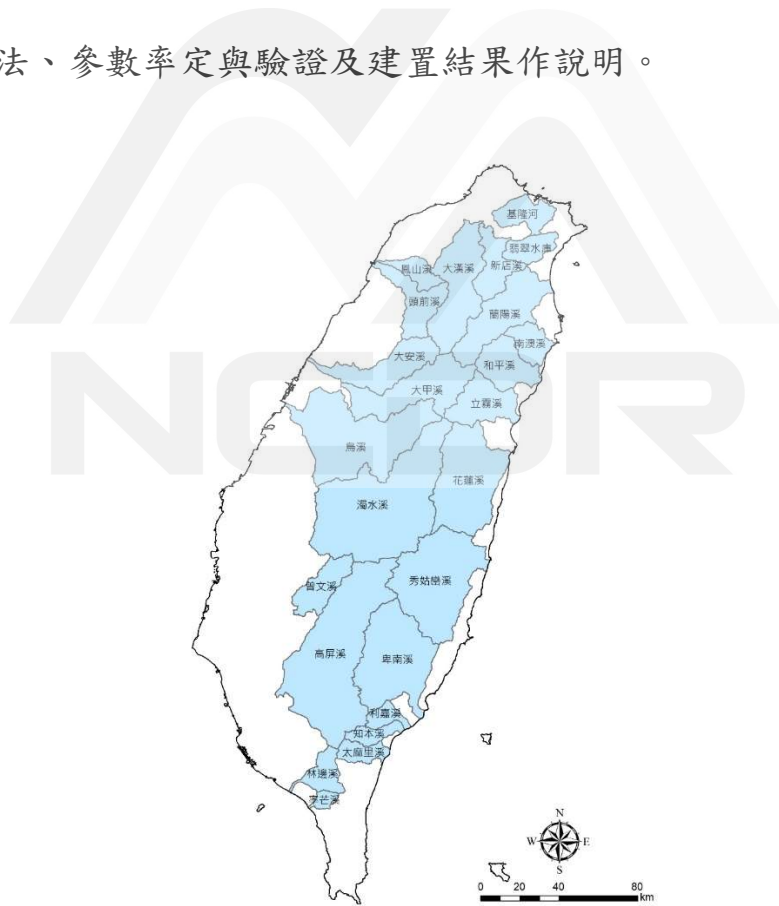 法、參數率定與驗證及建置結果作說明。
基隆河
翡翠水庫
新店溪
大漢溪
鳳山溪
頭前溪
蘭陽溪
南澳溪
和平溪
大安溪
大甲溪
立霧溪
烏溪
花蓮溪
濁水溪
秀姑巒溪
曾文溪
高屏溪
卑南溪
利嘉溪
知本溪
太麻里溪
林邊溪
率芒溪
NCDR
N
W E
S
0 20 40 80
km